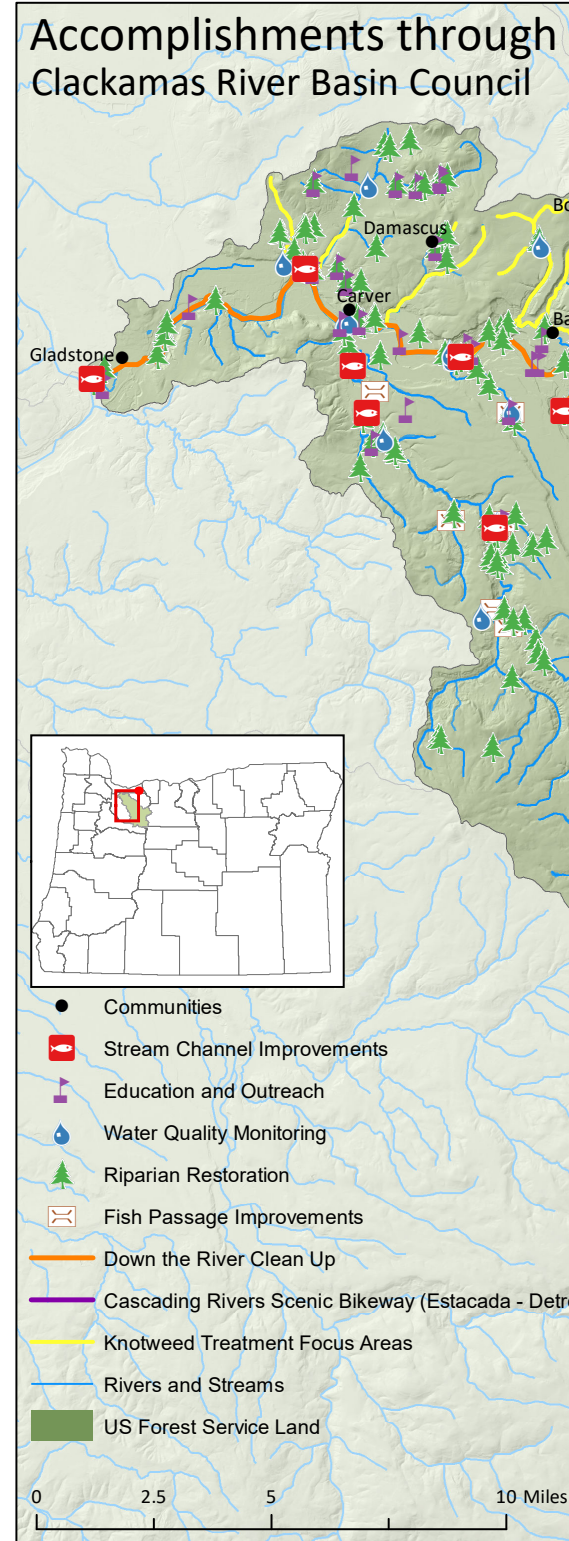 Accomplishments through
Clackamas River Basin Council
Damascus
Carver
Gladstone
Communities
Stream Channel Improvements
Education and Outreach
Water Quality Monitoring
Riparian Restoration
Fish Passage Improvements
Down the River Clean Up
Cascading Rivers Scenic Bikeway (Estacada - Detr
Knotweed Treatment Focus Areas
Rivers and Streams
US Forest Service Land
0 2.5 5 10 Miles